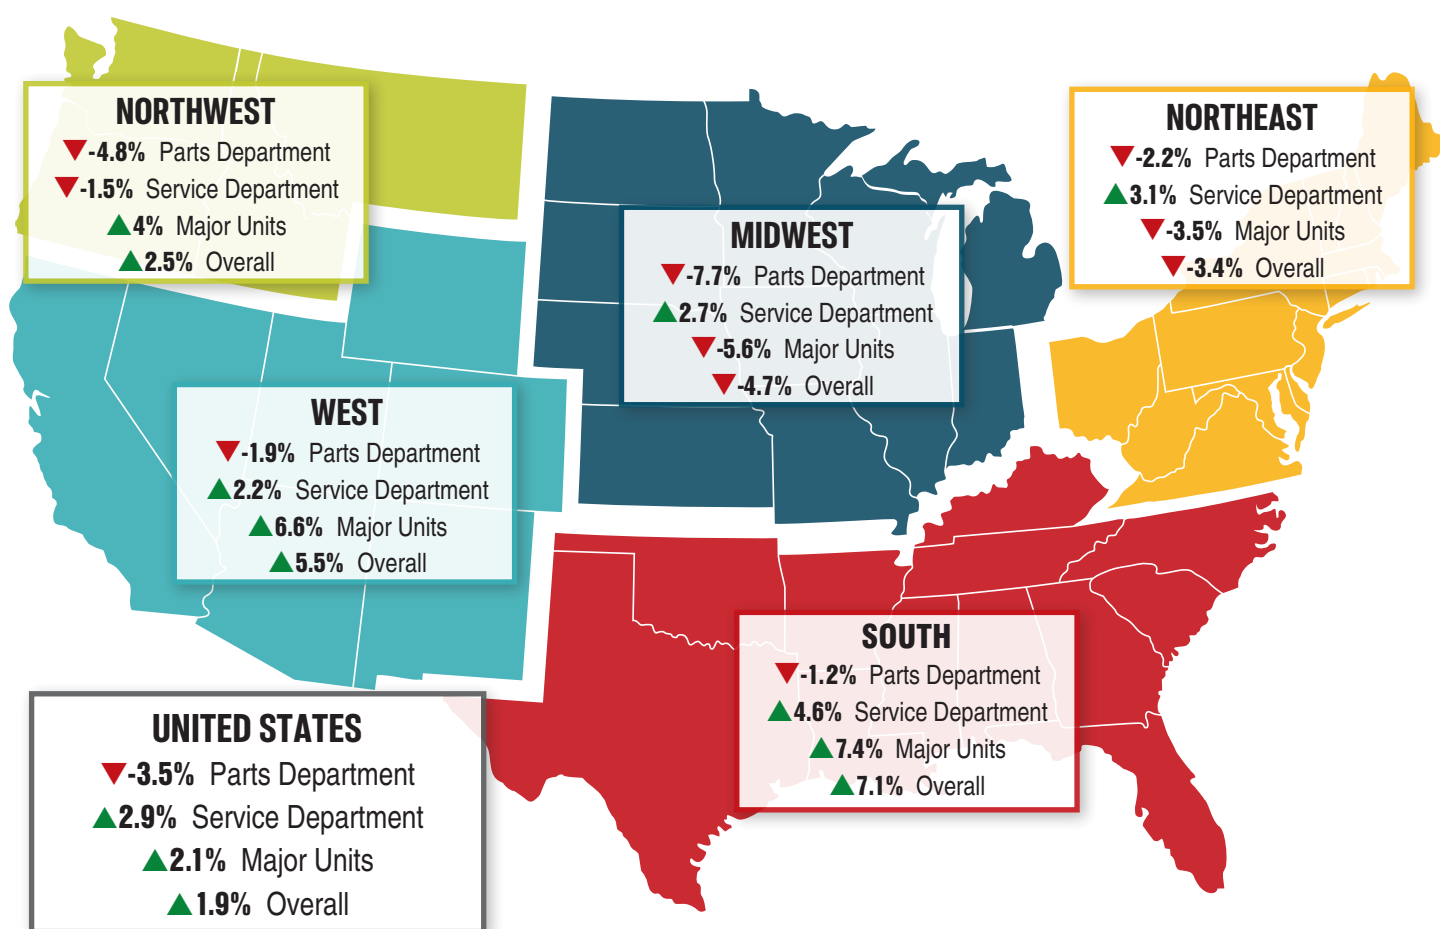 NORTHWEST
▼-4.8% Parts Department
▼-1.5% Service Department
▲4% Major Units
▲2.5% Overall
NORTHEAST
▼-2.2% Parts Department
▲3.1% Service Department
▼-3.5% Major Units
▼-3.4% Overall
MIDWEST
▼-7.7% Parts Department
▲2.7% Service Department
▼-5.6% Major Units
▼-4.7% Overall
WEST
▼-1.9% Parts Department
▲2.2% Service Department
▲6.6% Major Units
▲5.5% Overall
SOUTH
▼-1.2% Parts Department
▲4.6% Service Department
▲7.4% Major Units
▲7.1% Overall
UNITED STATES
▼-3.5% Parts Department
▲2.9% Service Department
▲2.1% Major Units
▲1.9% Overall